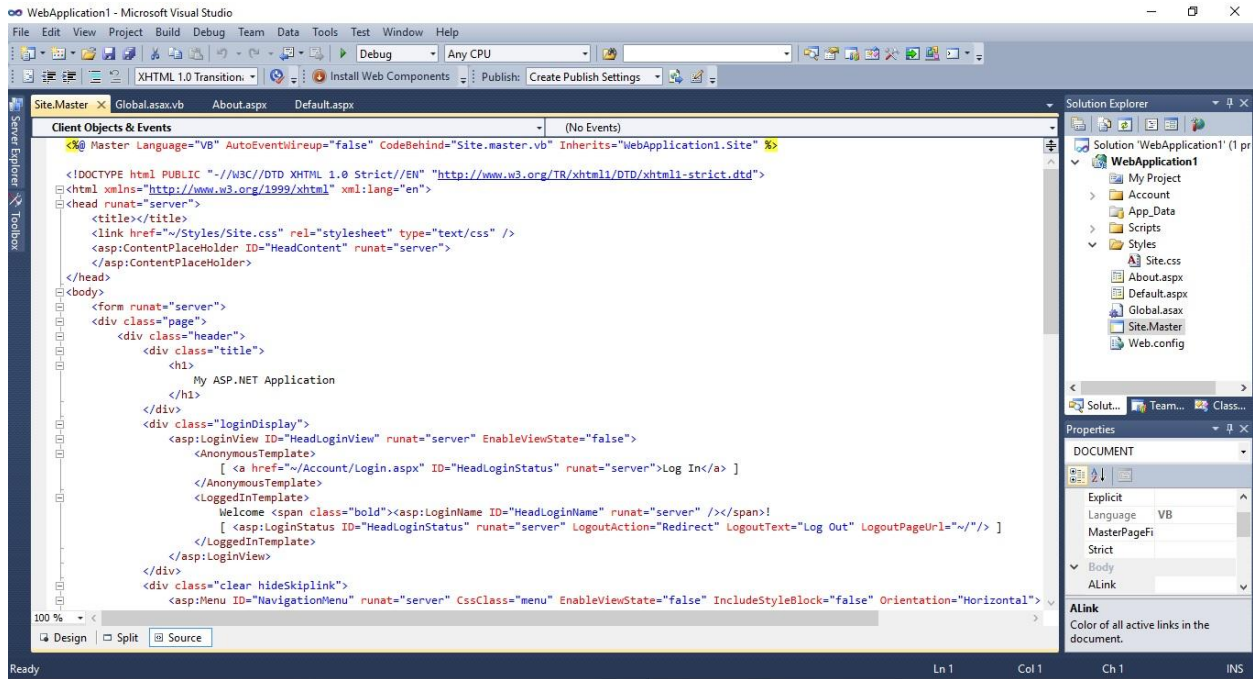 WebApplication1 - Microsoft Visual Studio
File Edit View Project Build Debug Team Data Tools Test Window Help
Debug Any CPU
XHTML 1.0 Transition. Install Web Components Publish: Create Publish Settings
Server Explorer
Toolbox
Site.Master Global.asax.vb About.aspx Default.aspx
Client Objects & Events (No Events)
<%@ Master Language="VB" AutoEventWireup="false" CodeBehind="Site.master.vb" Inherits="WebApplication1.Site" %>
<!DOCTYPE html PUBLIC "-//W3C//DTD XHTML 1.0 Strict//EN" "http://www.w3.org/TR/xhtml1/DTD/xhtml1-strict.dtd">
<html xmlns="http://www.w3.org/1999/xhtml" xml:lang="en">
<head runat="server">
<title></title>
<link href="~/Styles/Site.css" rel="stylesheet" type="text/css" />
<asp:ContentPlaceHolder ID="HeadContent" runat="server">
</asp:ContentPlaceHolder>
</head>
<body>
<form runat="server">
<div class="page">
<div class="header">
<div class="title">
<h1>
My ASP.NET Application
</h1>
</div>
<div class="loginDisplay">
<asp:LoginView ID="HeadLoginView" runat="server" EnableViewState="false">
<AnonymousTemplate>
[ <a href="~/Account/Login.aspx" ID="HeadLoginStatus" runat="server">Log In</a> ]
</AnonymousTemplate>
<LoggedInTemplate>
Welcome <span class="bold"><asp:LoginName ID="HeadLoginName" runat="server" /></span>!
[ <asp:LoginStatus ID="HeadLoginStatus" runat="server" LogoutAction="Redirect" LogoutText="Log Out" LogoutPageUrl="~/"/> ]
</LoggedInTemplate>
</asp:LoginView>
</div>
<div class="clear hideSkiplink">
<asp:Menu ID="NavigationMenu" runat="server" CssClass="menu" EnableViewState="false" IncludeStyleBlock="false" Orientation="Horizontal">
100 %
Design Split Source
Solution Explorer
Solution 'WebApplication1' (1 pr
WebApplication1
My Project
Account
App_Data
Scripts
Styles
Site.css
About.aspx
Default.aspx
Global.asax
Site.Master
Web.config
Solut... Team... Class...
Properties
DOCUMENT
Explicit
Language VB
MasterPageFi
Strict
Body
ALink
ALink
Color of all active links in the
document.
Ready Ln 1 Col 1 Ch 1 INS